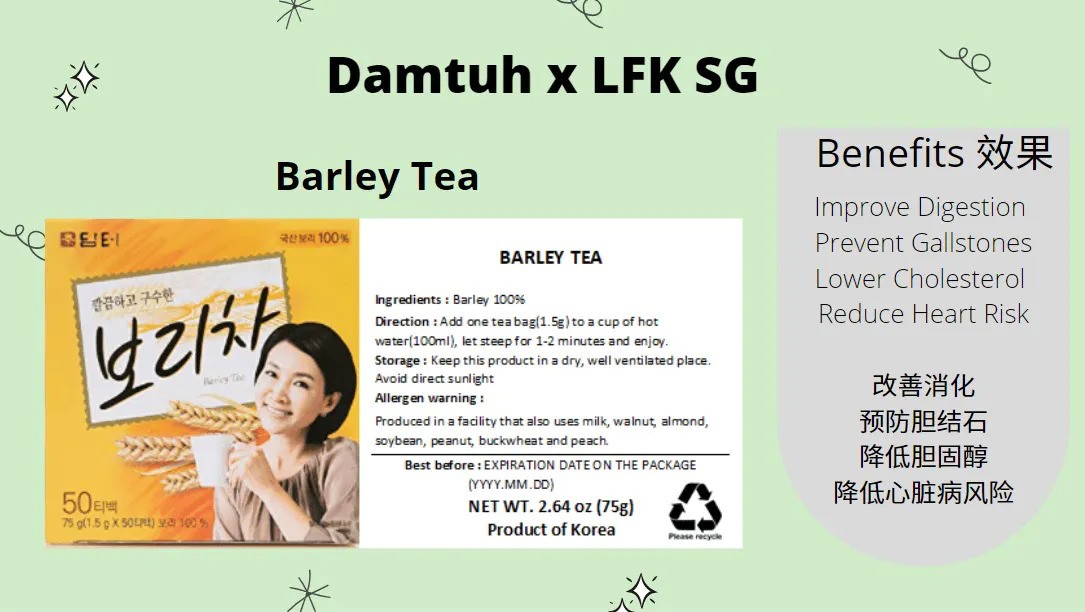 Damtuh x LFK SG
Barley Tea
담터
국산보리 100%
깔끔하고 구수한
보리차
Barley Tea
50티백
75 g(1.5 g X 50티백) 보리 100 %
BARLEY TEA
Ingredients : Barley 100%
Direction : Add one tea bag(1.5g) to a cup of hot
water(100ml), let steep for 1-2 minutes and enjoy.
Storage : Keep this product in a dry, well ventilated place.
Avoid direct sunlight
Allergen warning :
Produced in a facility that also uses milk, walnut, almond,
soybean, peanut, buckwheat and peach.
Best before : EXPIRATION DATE ON THE PACKAGE
(YYYY.MM.DD)
NET WT. 2.64 oz (75g)
Product of Korea
Please recycle
Benefits 效果
Improve Digestion
Prevent Gallstones
Lower Cholesterol
Reduce Heart Risk
改善消化
预防胆结石
降低胆固醇
降低心脏病风险